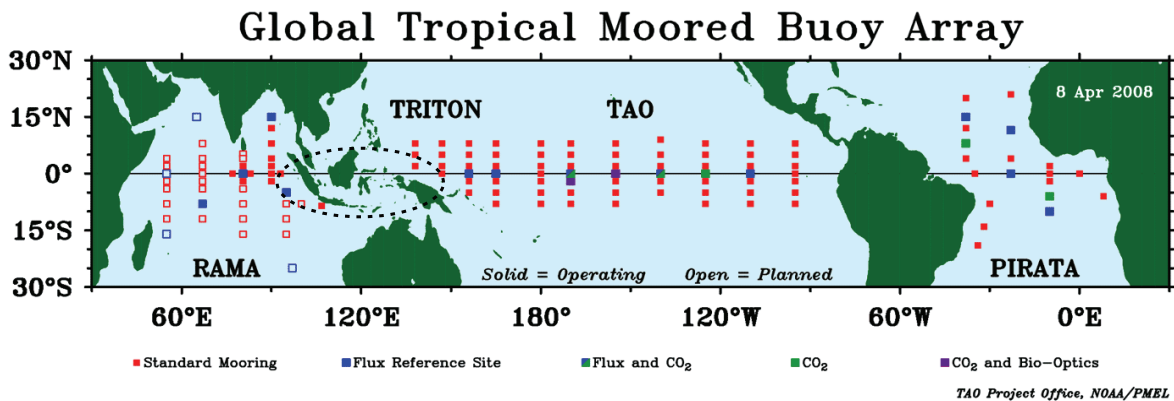 Global Tropical Moored Buoy Array
30°N
15°N
0°
15°S
30°S
TRITON
TAO
8 Apr 2008
RAMA
Solid = Operating Open = Planned
PIRATA
60°E 120°E 180° 120°W 60°W 0°E
Standard Mooring Flux Reference Site Flux and CO₂ CO₂ CO₂ and Bio-Optics
TAO Project Office, NOAA/PMEL